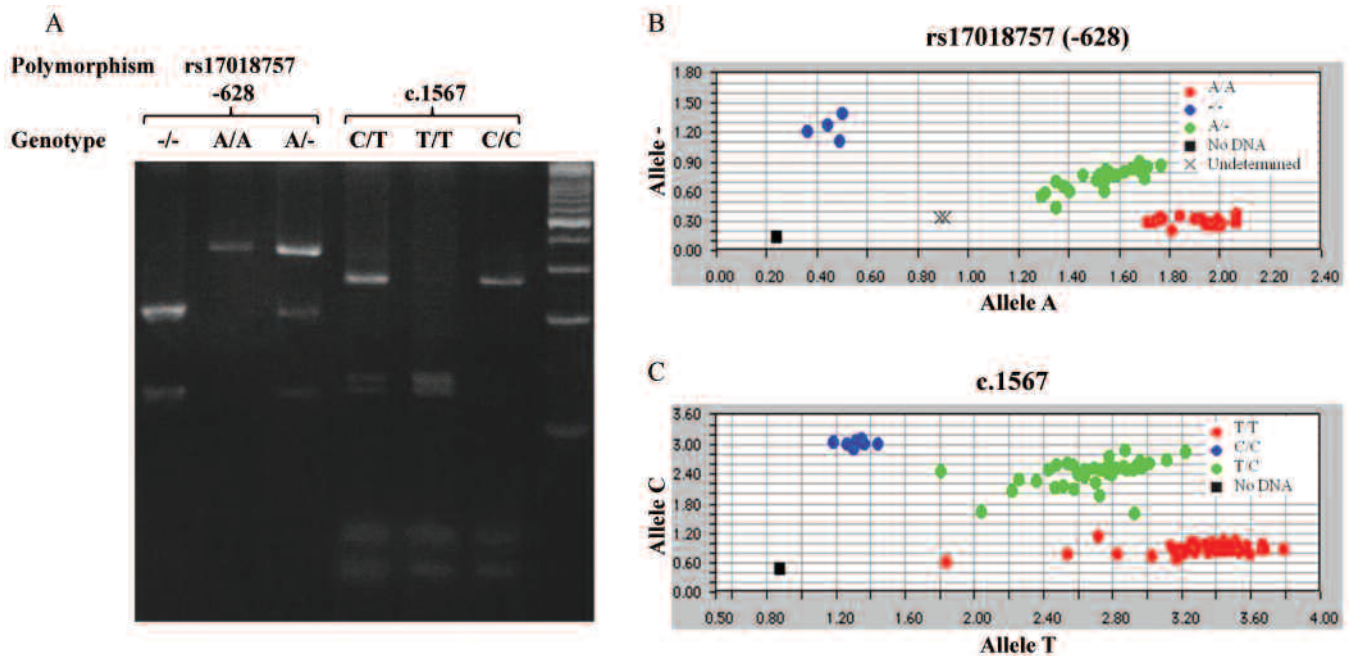 A
Polymorphism rs17018757
-628 c.1567
Genotype -/- A/A A/- C/T T/T C/C
B
rs17018757 (-628)
Allele -
1.80
1.50
1.20
0.90
0.60
0.30
0.00
A/A
-/-
A/-
No DNA
Undetermined
0.00 0.20 0.40 0.60 0.80 1.00 1.20 1.40 1.60 1.80 2.00 2.20 2.40
Allele A
C
c.1567
Allele C
3.60
3.00
2.40
1.80
1.20
0.60
0.00
T/T
C/C
T/C
No DNA
0.50 0.80 1.20 1.60 2.00 2.40 2.80 3.20 3.60 4.00
Allele T